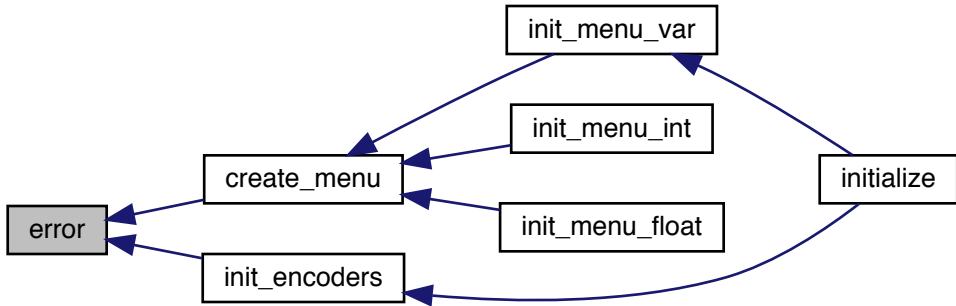 error
create_menu
init_encoders
init_menu_var
init_menu_int
init_menu_float
initialize